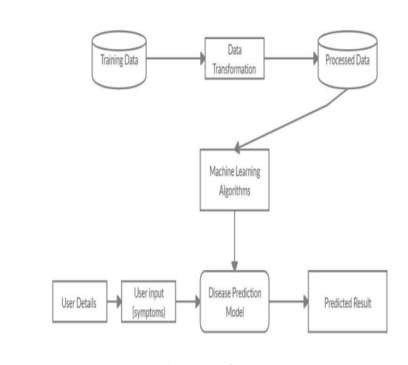 Training Data
Data
Transformation
Processed Data
Machine Learning
Algorithms
User Details
User input
(symptoms)
Disease Prediction
Model
Predicted Result